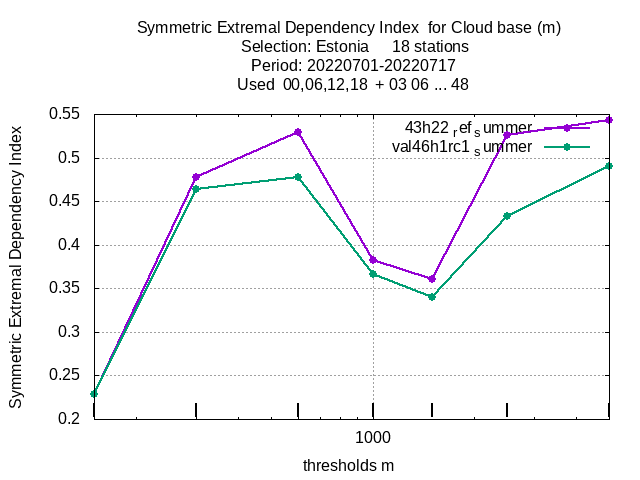 Symmetric Extremal Dependency Index for Cloud base (m)
Selection: Estonia 18 stations
Period: 20220701-20220717
Used 00,06,12,18 + 03 06 ... 48
Symmetric Extremal Dependency Index
0.55
0.5
0.45
0.4
0.35
0.3
0.25
0.2
43h22 ref summer
val46h1rc1 summer
1000
thresholds m